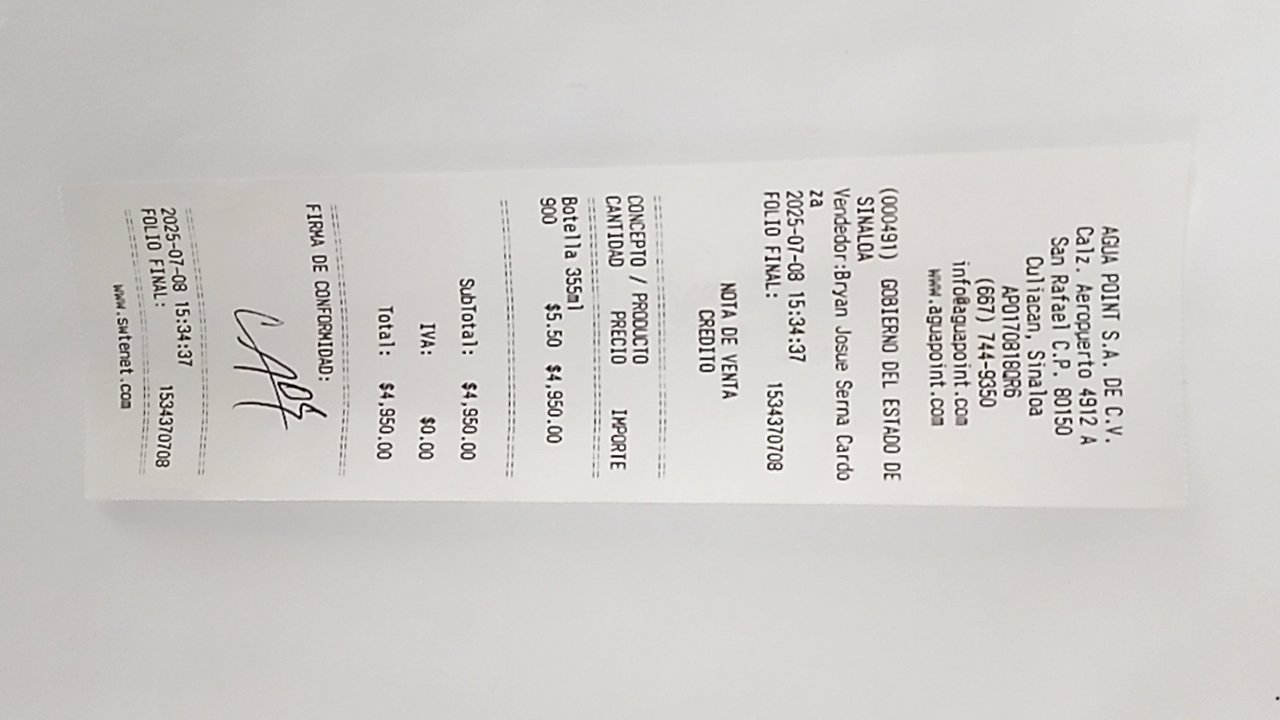 AGUA POINT S.A. DE C.V.
Calz. Aeropuerto 4912 A
San Rafael C.P. 80150
Culiacan, Sinaloa
APO170818QR6
(667) 744-9350
info@aguapoint.com
www.aguapoint.com
(000491) GOBIERNO DEL ESTADO DE
SINALOA
Vendedor:Bryan Josue Serna Cardo
za
2025-07-08 15:34:37
FOLIO FINAL: 1534370708
NOTA DE VENTA
CREDITO
CONCEPTO / PRODUCTO
CANTIDAD PRECIO IMPORTE
Botella 355ml
900 $5.50 $4,950.00
SubTotal: $4,950.00
IVA: $0.00
Total: $4,950.00
FIRMA DE CONFORMIDAD:
2025-07-08 15:34:37
FOLIO FINAL: 1534370708
www.swtenet.com